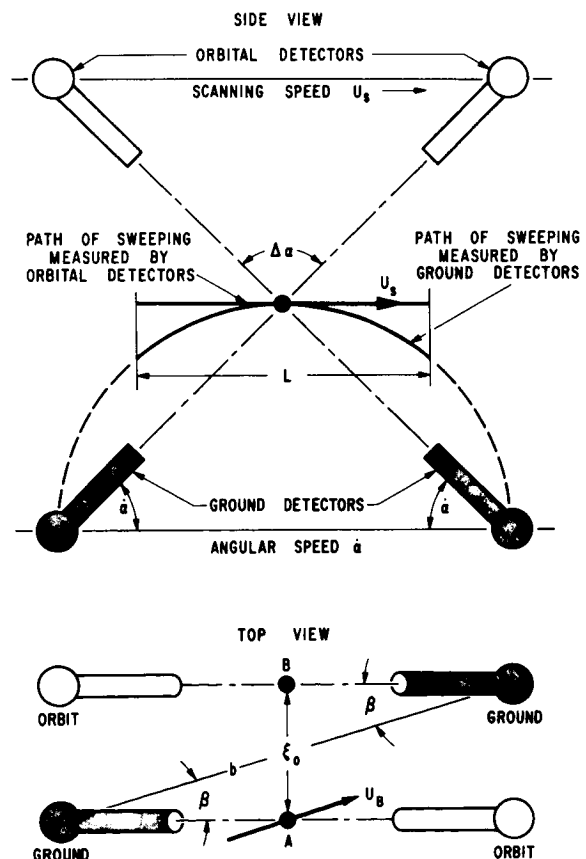 SIDE VIEW
ORBITAL DETECTORS
SCANNING SPEED U_s →
Δα
PATH OF SWEEPING
MEASURED BY
ORBITAL DETECTORS
PATH OF SWEEPING
MEASURED BY
GROUND DETECTORS
U_s
L
GROUND DETECTORS
α̇
α̇
ANGULAR SPEED α̇
TOP VIEW
B
ORBIT
β
GROUND
ξ_o
b
β
U_B
A
GROUND
ORBIT